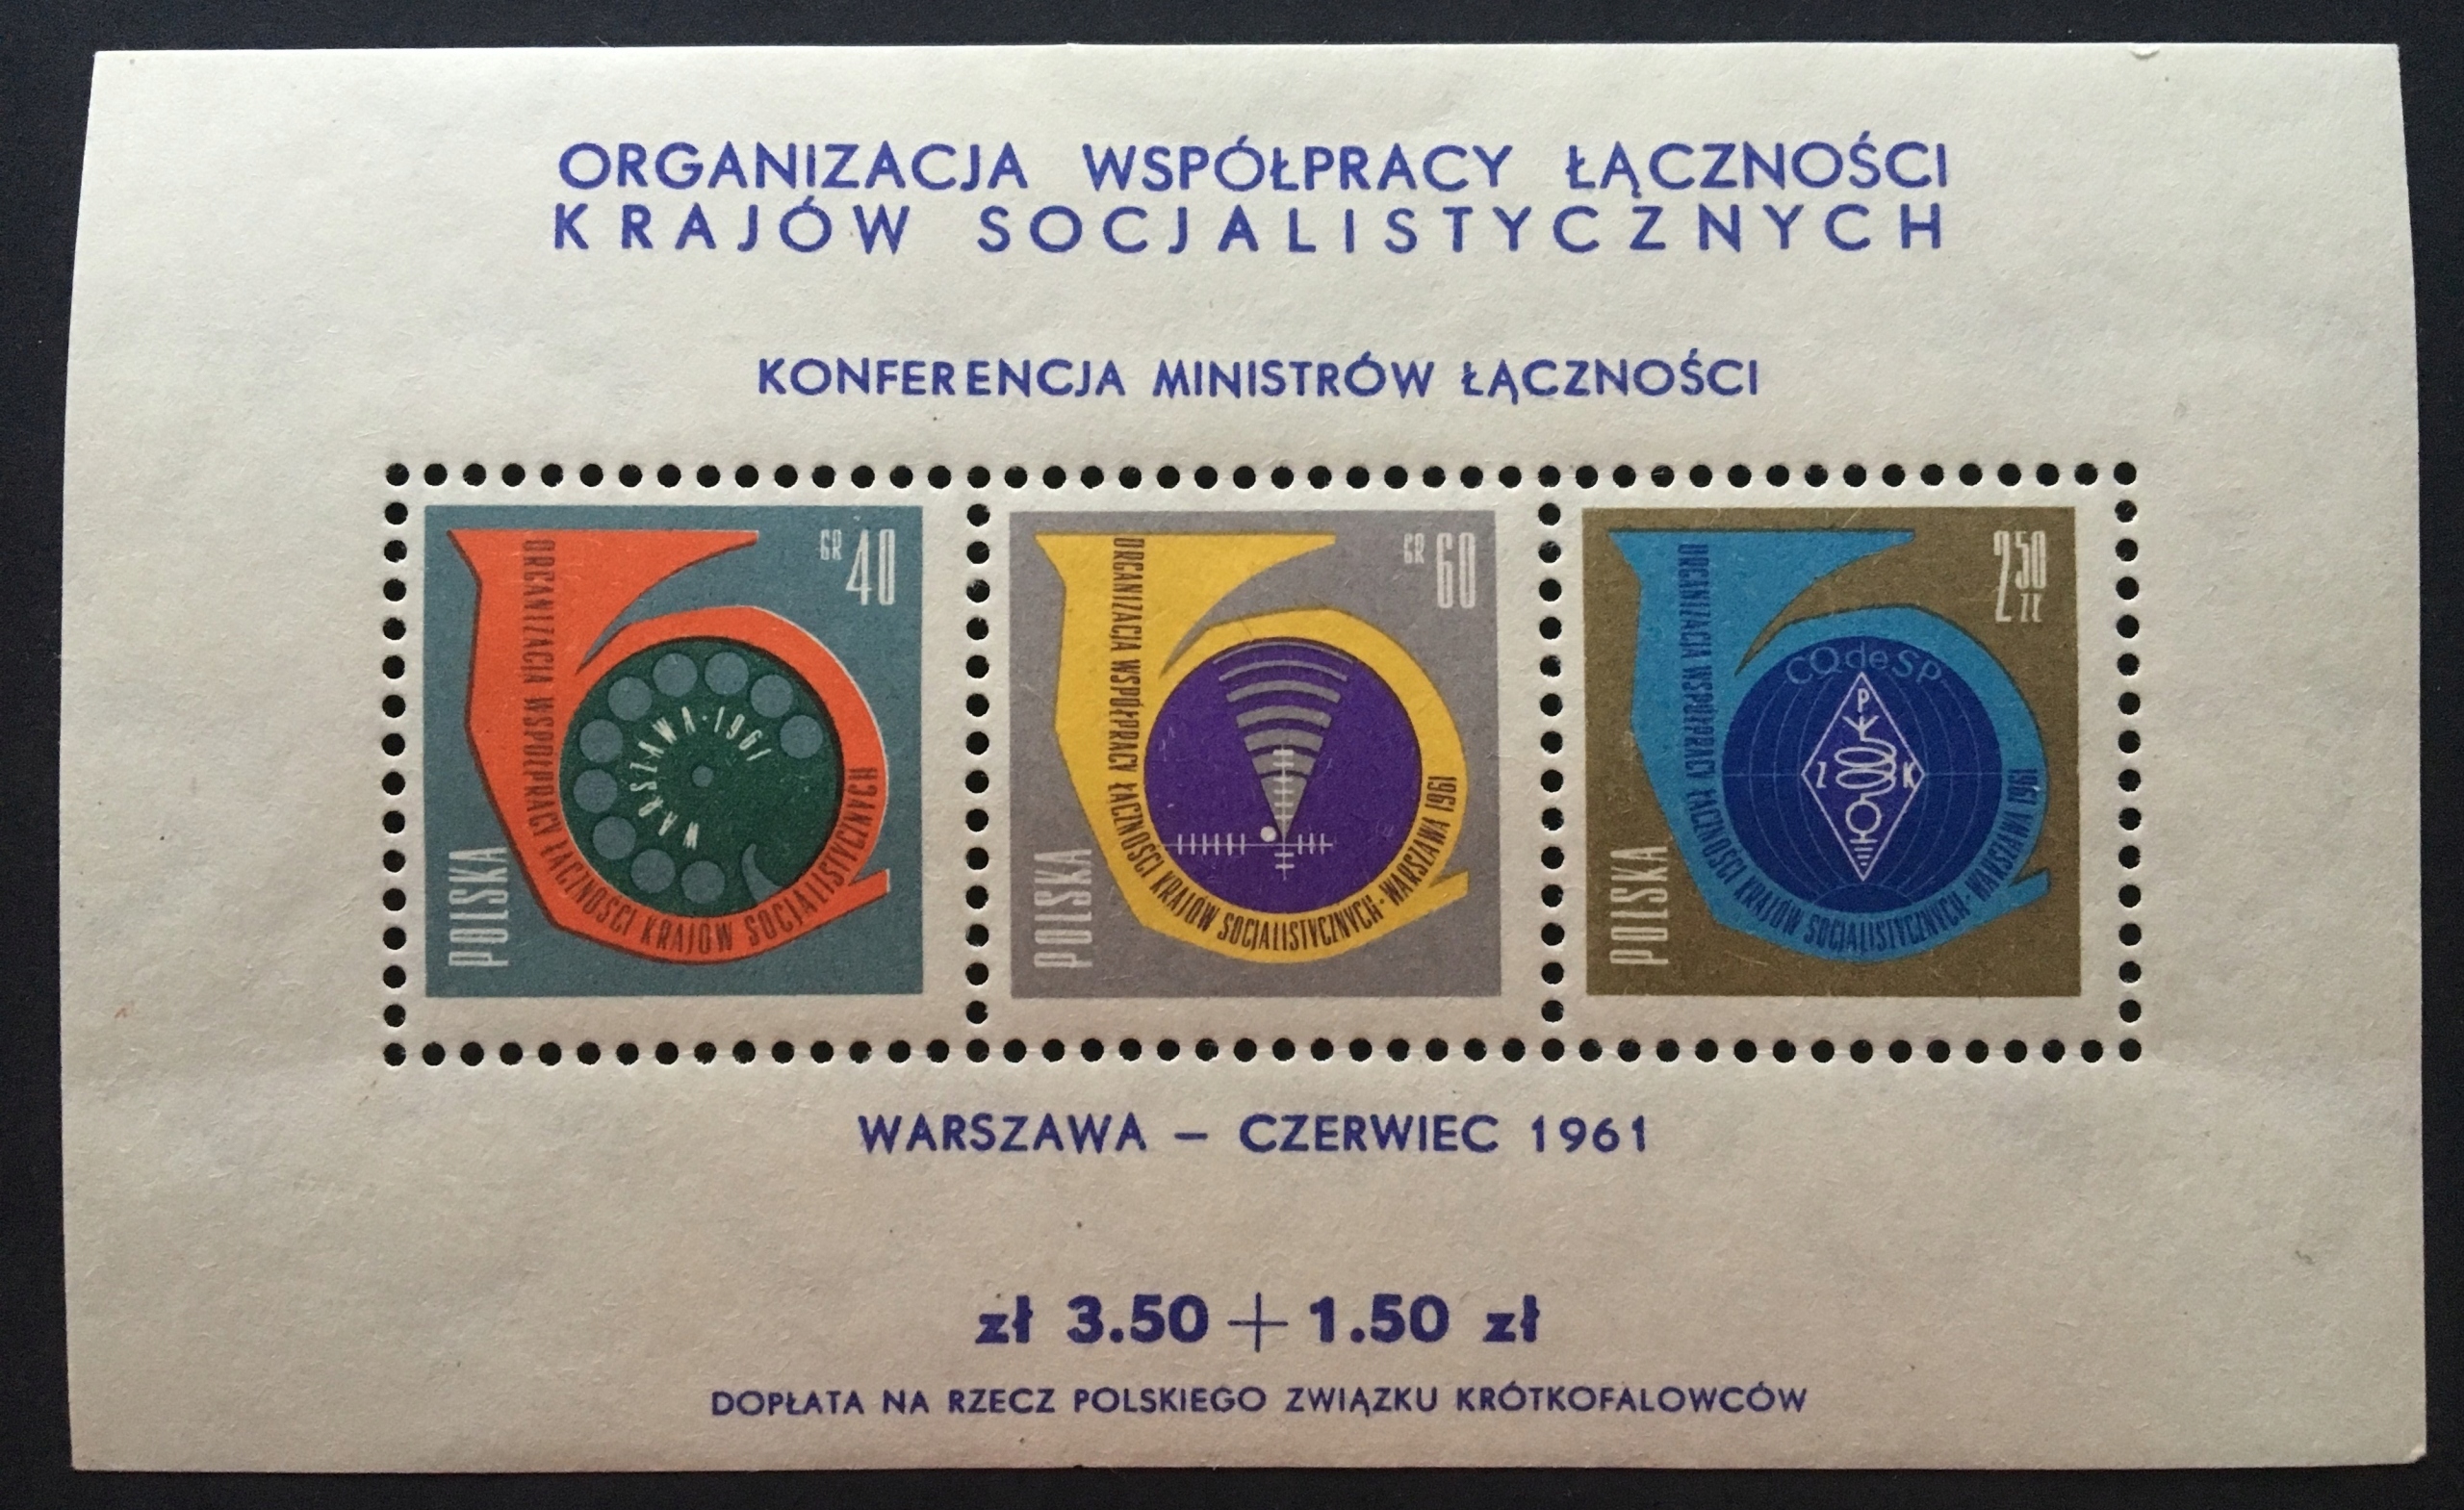 ORGANIZACJA WSPÓŁPRACY ŁĄCZNOŚCI
KRAJÓW SOCJALISTYCZNYCH
KONFERENCJA MINISTRÓW ŁĄCZNOŚCI
GR 40
ORGANIZACJA WSPÓŁPRACY ŁĄCZNOŚCI KRAJÓW SOCJALISTYCZNYCH
WARSZAWA·1961
POLSKA
GR 60
ORGANIZACJA WSPÓŁPRACY ŁĄCZNOŚCI KRAJÓW SOCJALISTYCZNYCH·WARSZAWA 1961
POLSKA
2 50 ZŁ
ORGANIZACJA WSPÓŁPRACY ŁĄCZNOŚCI KRAJÓW SOCJALISTYCZNYCH·WARSZAWA 1961
CQ de SP
P
Z K
POLSKA
WARSZAWA – CZERWIEC 1961
zł 3.50 + 1.50 zł
DOPŁATA NA RZECZ POLSKIEGO ZWIĄZKU KRÓTKOFALOWCÓW